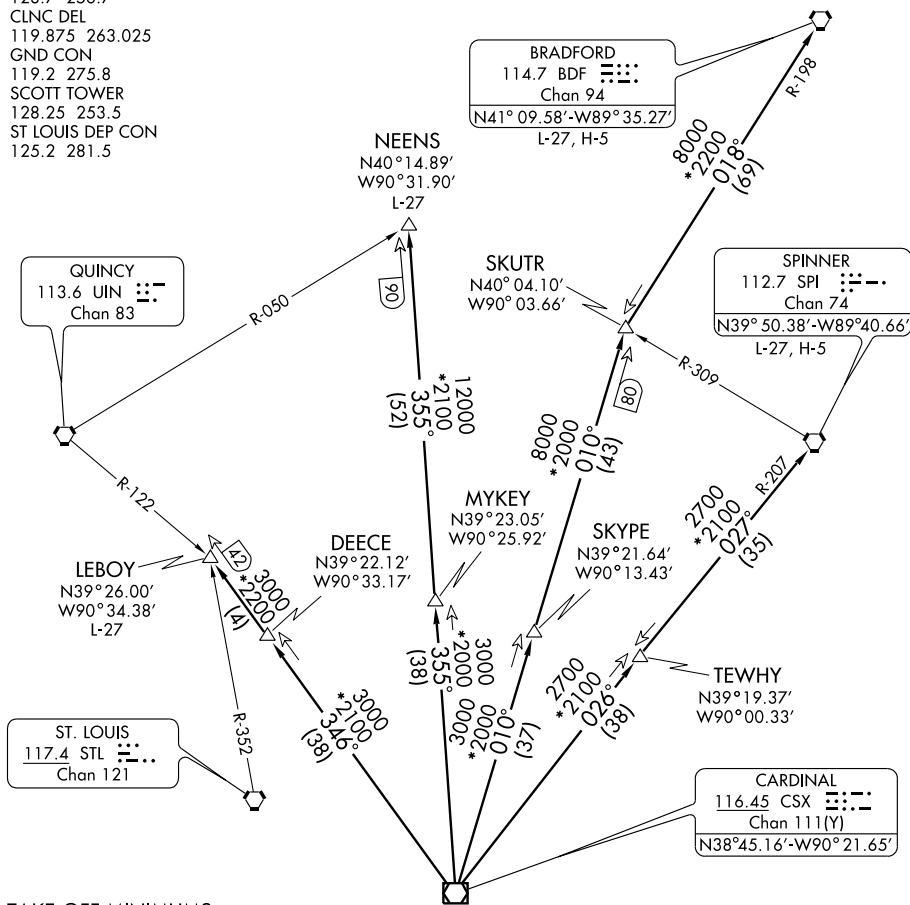 CLNC DEL
119.875 263.025
GND CON
119.2 275.8
SCOTT TOWER
128.25 253.5
ST LOUIS DEP CON
125.2 281.5
BRADFORD
114.7 BDF
Chan 94
N41° 09.58’-W89° 35.27’
L-27, H-5
R-198
8000
*2200
018°
(69)
NEENS
N40°14.89’
W90°31.90’
L-27
90
QUINCY
113.6 UIN
Chan 83
R-050
SKUTR
N40° 04.10’
W90° 03.66’
SPINNER
112.7 SPI
Chan 74
N39° 50.38’-W89°40.66’
L-27, H-5
R-309
80
12000
*2100
355°
(52)
8000
*2000
010°
(43)
R-207
2700
*2100
027°
(35)
R-122
MYKEY
N39°23.05’
W90°25.92’
DEECE
N39°22.12’
W90°33.17’
SKYPE
N39°21.64’
W90°13.43’
LEBOY
N39°26.00’
W90°34.38’
L-27
42
3000
*2200
(4)
TEWHY
N39°19.37’
W90°00.33’
3000
*2100
346°
(38)
3000
*2000
355°
(38)
3000
*2000
010°
(37)
2700
*2100
026°
(38)
R-352
ST. LOUIS
117.4 STL
Chan 121
CARDINAL
116.45 CSX
Chan 111(Y)
N38°45.16’-W90°21.65’